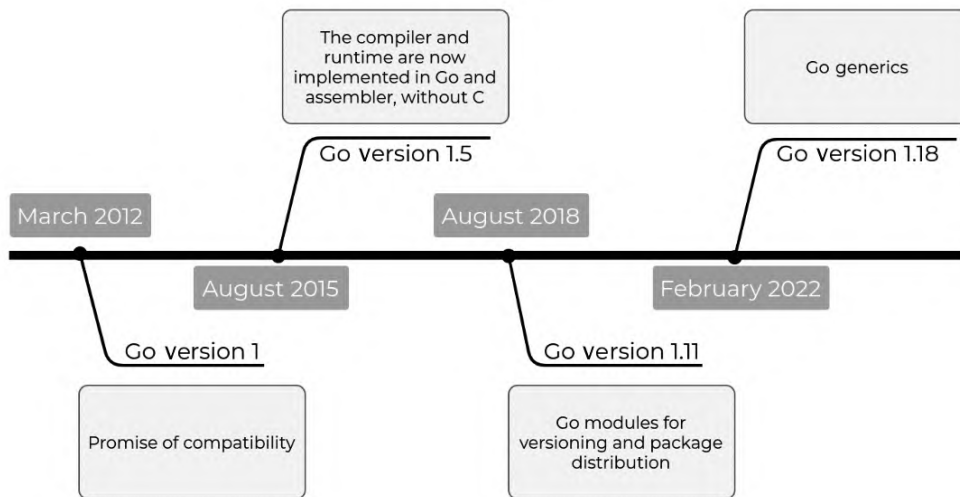 The compiler and
runtime are now
implemented in Go and
assembler, without C
Go generics
Go version 1.5
Go version 1.18
March 2012
August 2018
August 2015
February 2022
Go version 1
Go version 1.11
Promise of compatibility
Go modules for
versioning and package
distribution